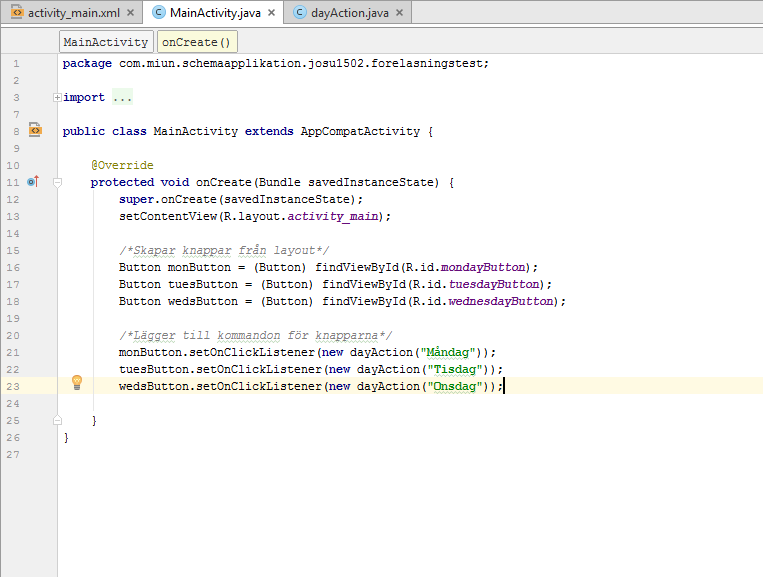 activity_main.xml MainActivity.java dayAction.java
MainActivity onCreate()
1 package com.miun.schemaapplikation.josu1502.forelasningstest;
2
3 import ...
7
8 public class MainActivity extends AppCompatActivity {
9
10 @Override
11 protected void onCreate(Bundle savedInstanceState) {
12 super.onCreate(savedInstanceState);
13 setContentView(R.layout.activity_main);
14
15 /*Skapar knappar från layout*/
16 Button monButton = (Button) findViewById(R.id.mondayButton);
17 Button tuesButton = (Button) findViewById(R.id.tuesdayButton);
18 Button wedsButton = (Button) findViewById(R.id.wednesdayButton);
19
20 /*Lägger till kommandon för knapparna*/
21 monButton.setOnClickListener(new dayAction("Måndag"));
22 tuesButton.setOnClickListener(new dayAction("Tisdag"));
23 wedsButton.setOnClickListener(new dayAction("Onsdag"));
24
25 }
26 }
27